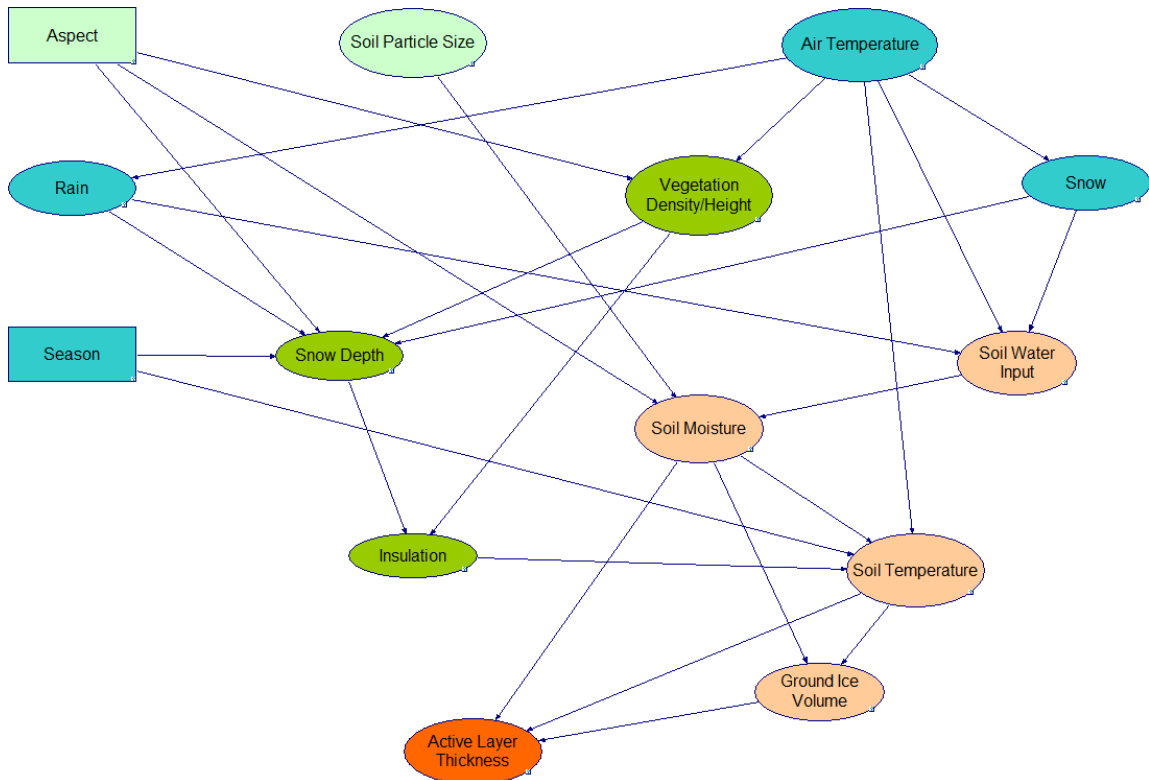 Aspect
Soil Particle Size
Air Temperature
Rain
Vegetation
Density/Height
Snow
Season
Snow Depth
Soil Water
Input
Soil Moisture
Insulation
Soil Temperature
Ground Ice
Volume
Active Layer
Thickness